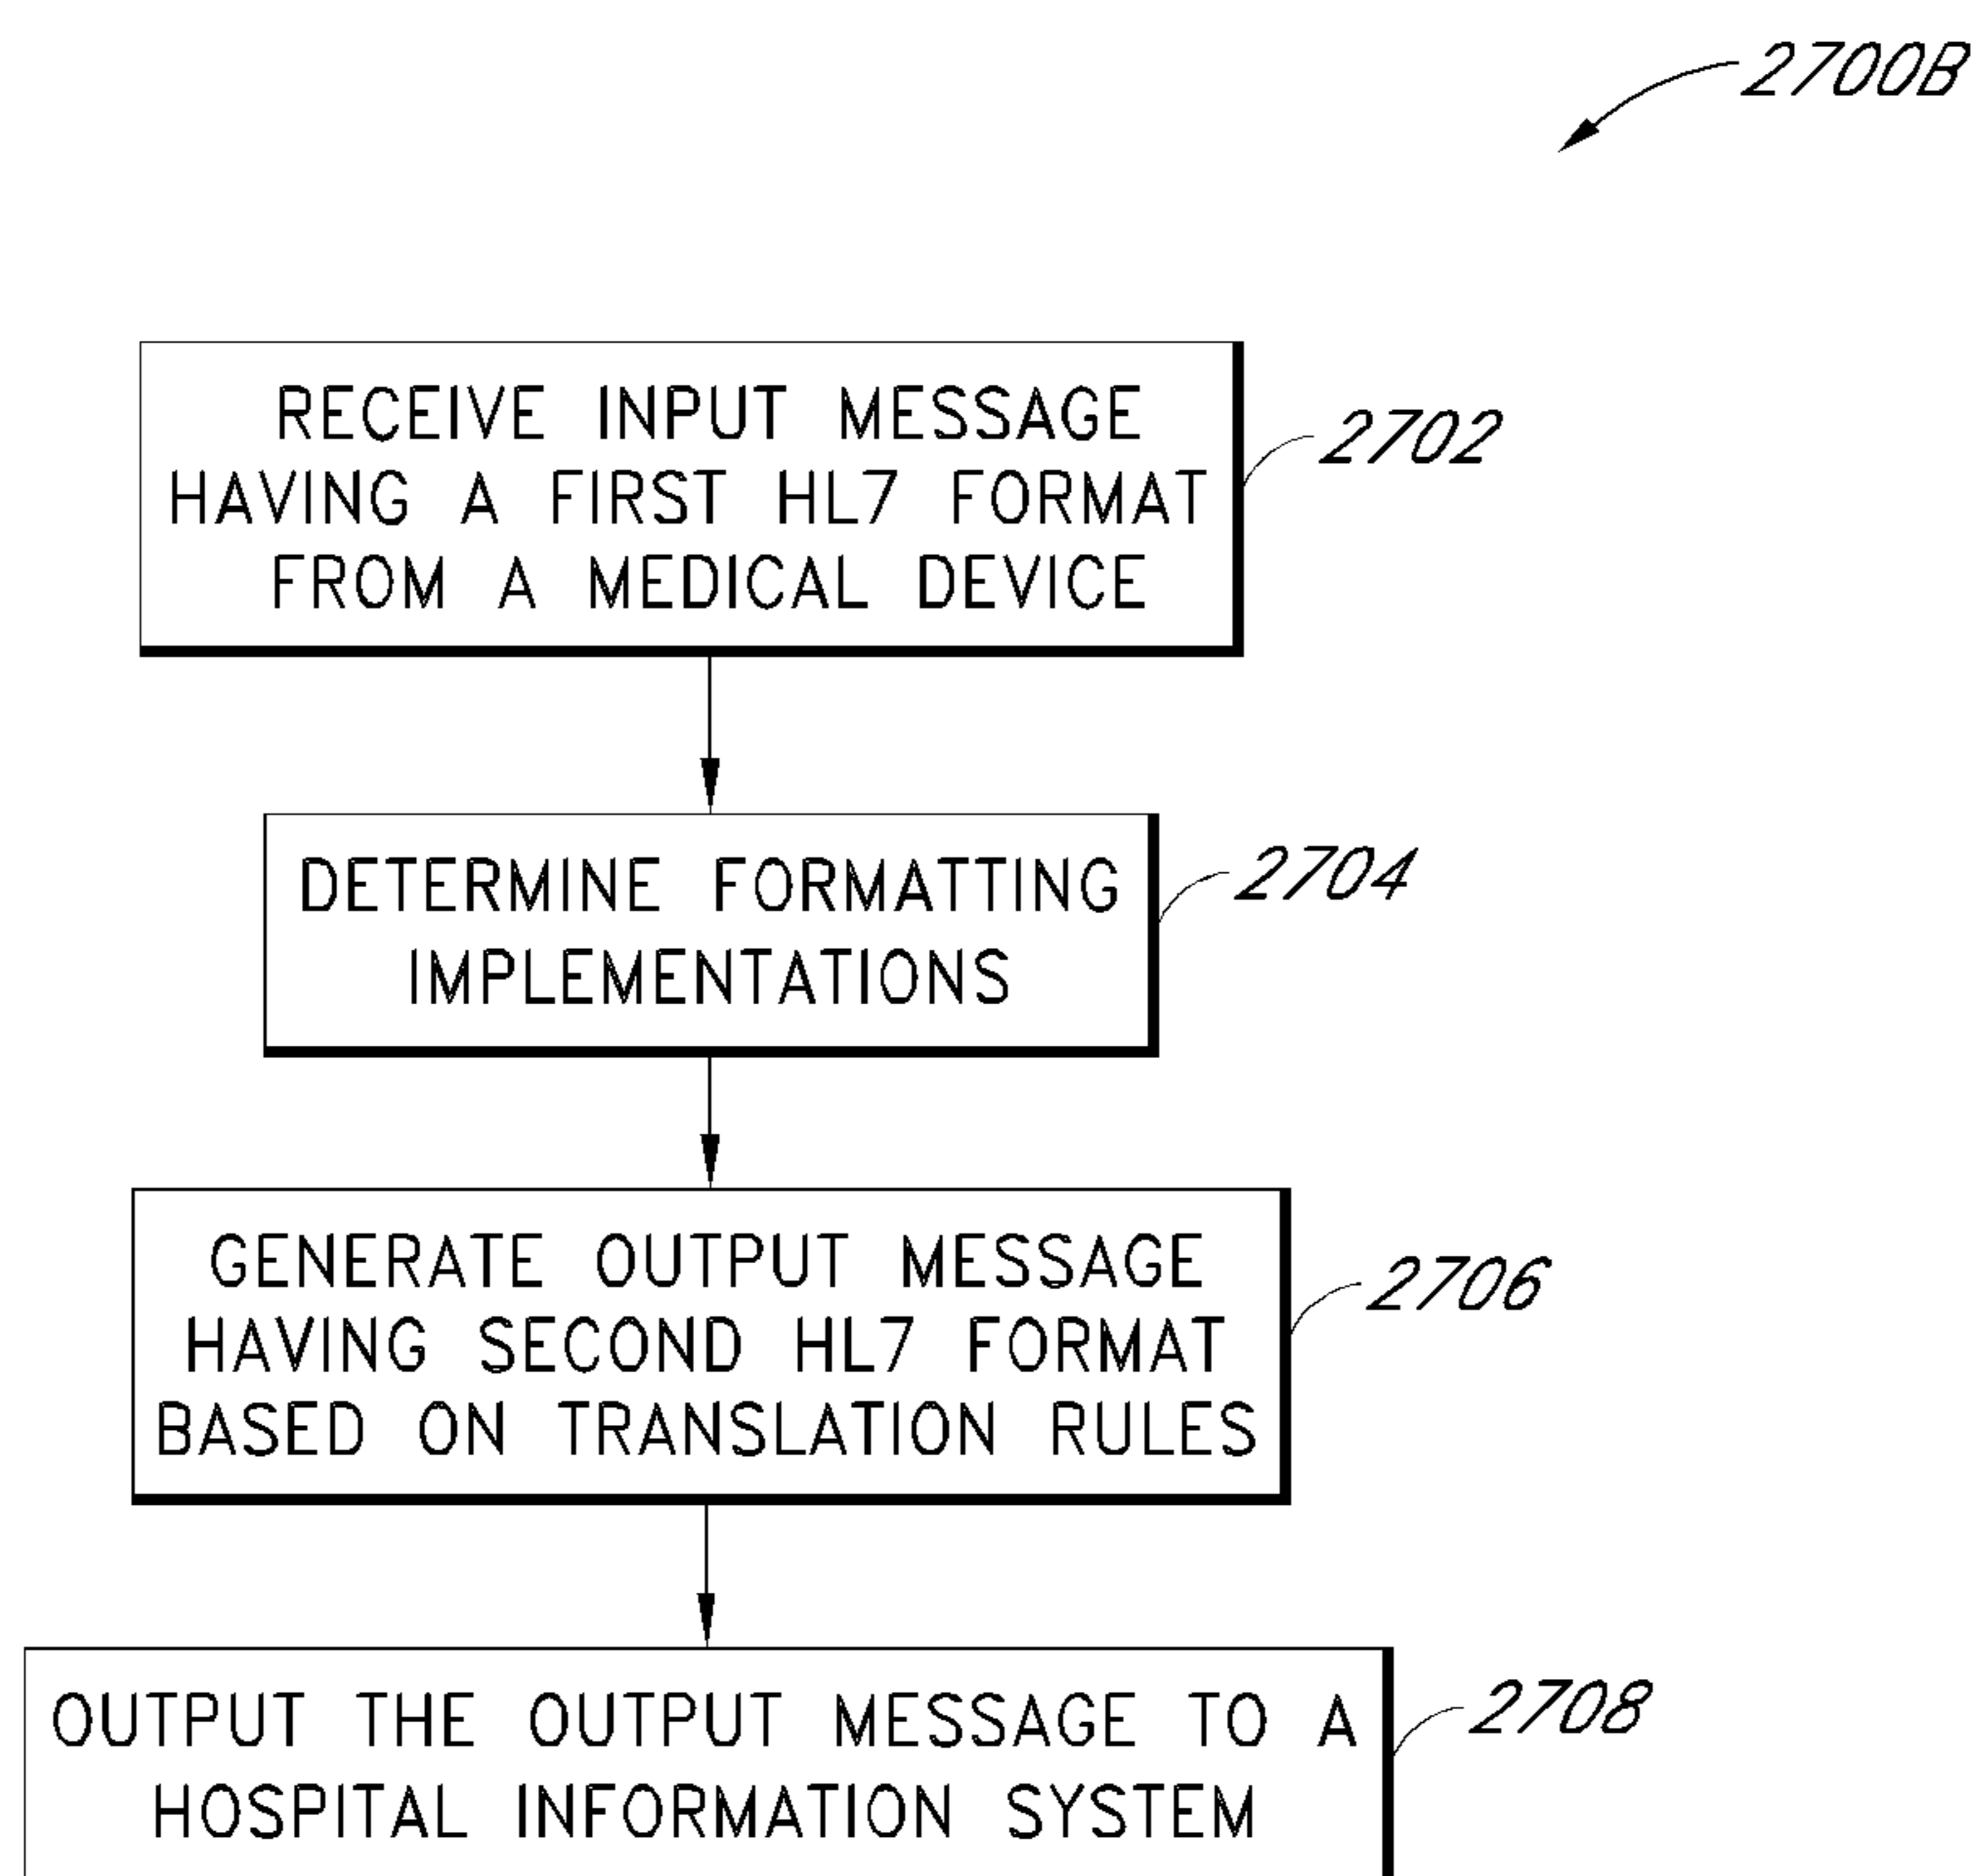 2700B
RECEIVE INPUT MESSAGE
HAVING A FIRST HL7 FORMAT
FROM A MEDICAL DEVICE
2702
DETERMINE FORMATTING
IMPLEMENTATIONS
2704
GENERATE OUTPUT MESSAGE
HAVING SECOND HL7 FORMAT
BASED ON TRANSLATION RULES
2706
OUTPUT THE OUTPUT MESSAGE TO A
HOSPITAL INFORMATION SYSTEM
2708